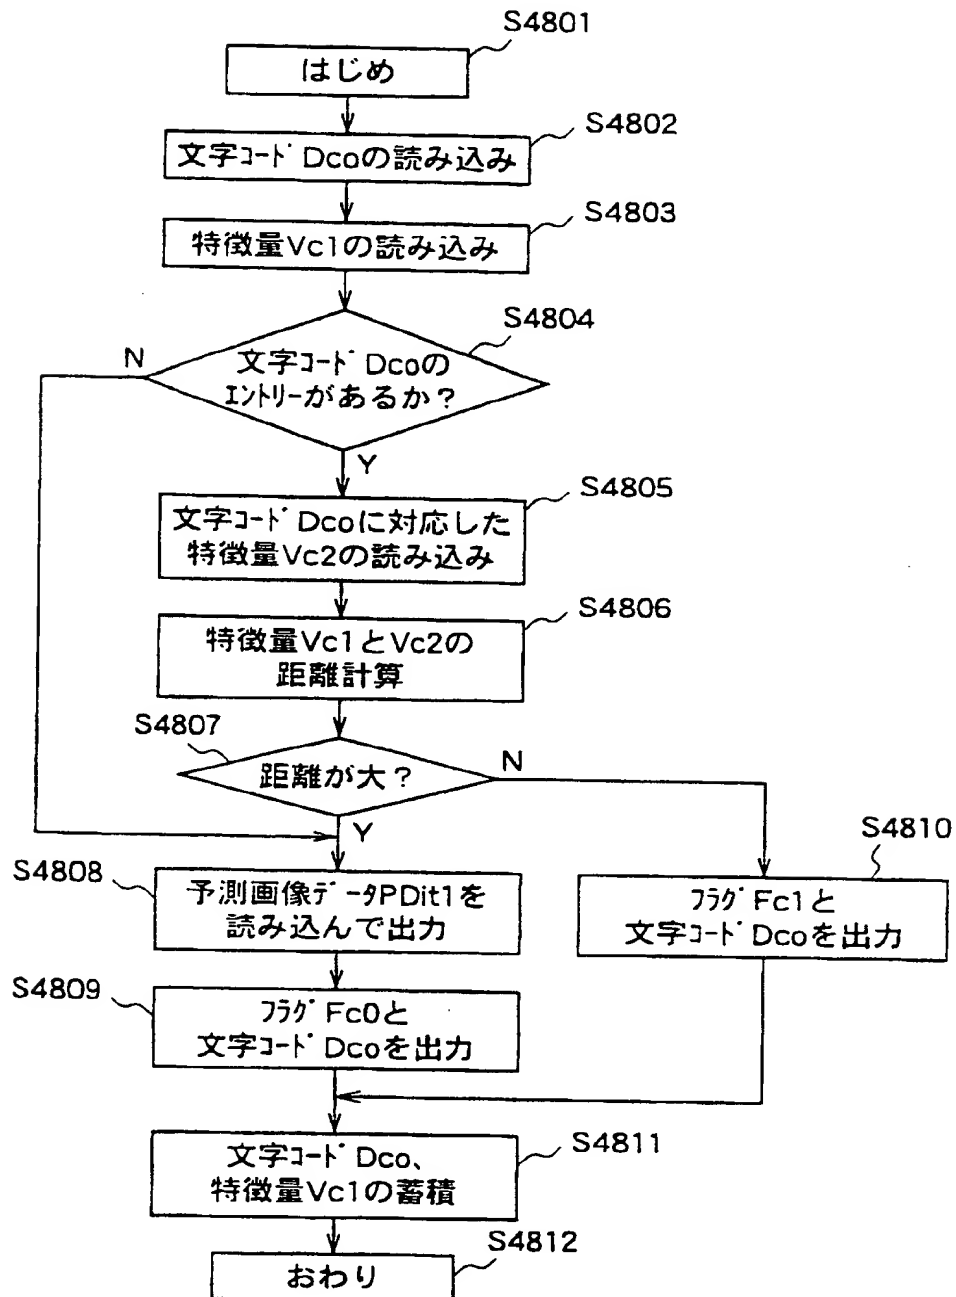 S4801
はじめ
S4802
文字ｺｰﾄﾞDcoの読み込み
S4803
特徴量Vc1の読み込み
S4804
N
文字ｺｰﾄﾞDcoの
ｴﾝﾄﾘｰがあるか?
Y
S4805
文字ｺｰﾄﾞDcoに対応した
特徴量Vc2の読み込み
S4806
特徴量Vc1とVc2の
距離計算
S4807
距離が大?
N
Y
S4808
予測画像ﾃﾞｰﾀPDit1を
読み込んで出力
S4810
ﾌﾗｸﾞFc1と
文字ｺｰﾄﾞDcoを出力
S4809
ﾌﾗｸﾞFc0と
文字ｺｰﾄﾞDcoを出力
S4811
文字ｺｰﾄﾞDco、
特徴量Vc1の蓄積
S4812
おわり